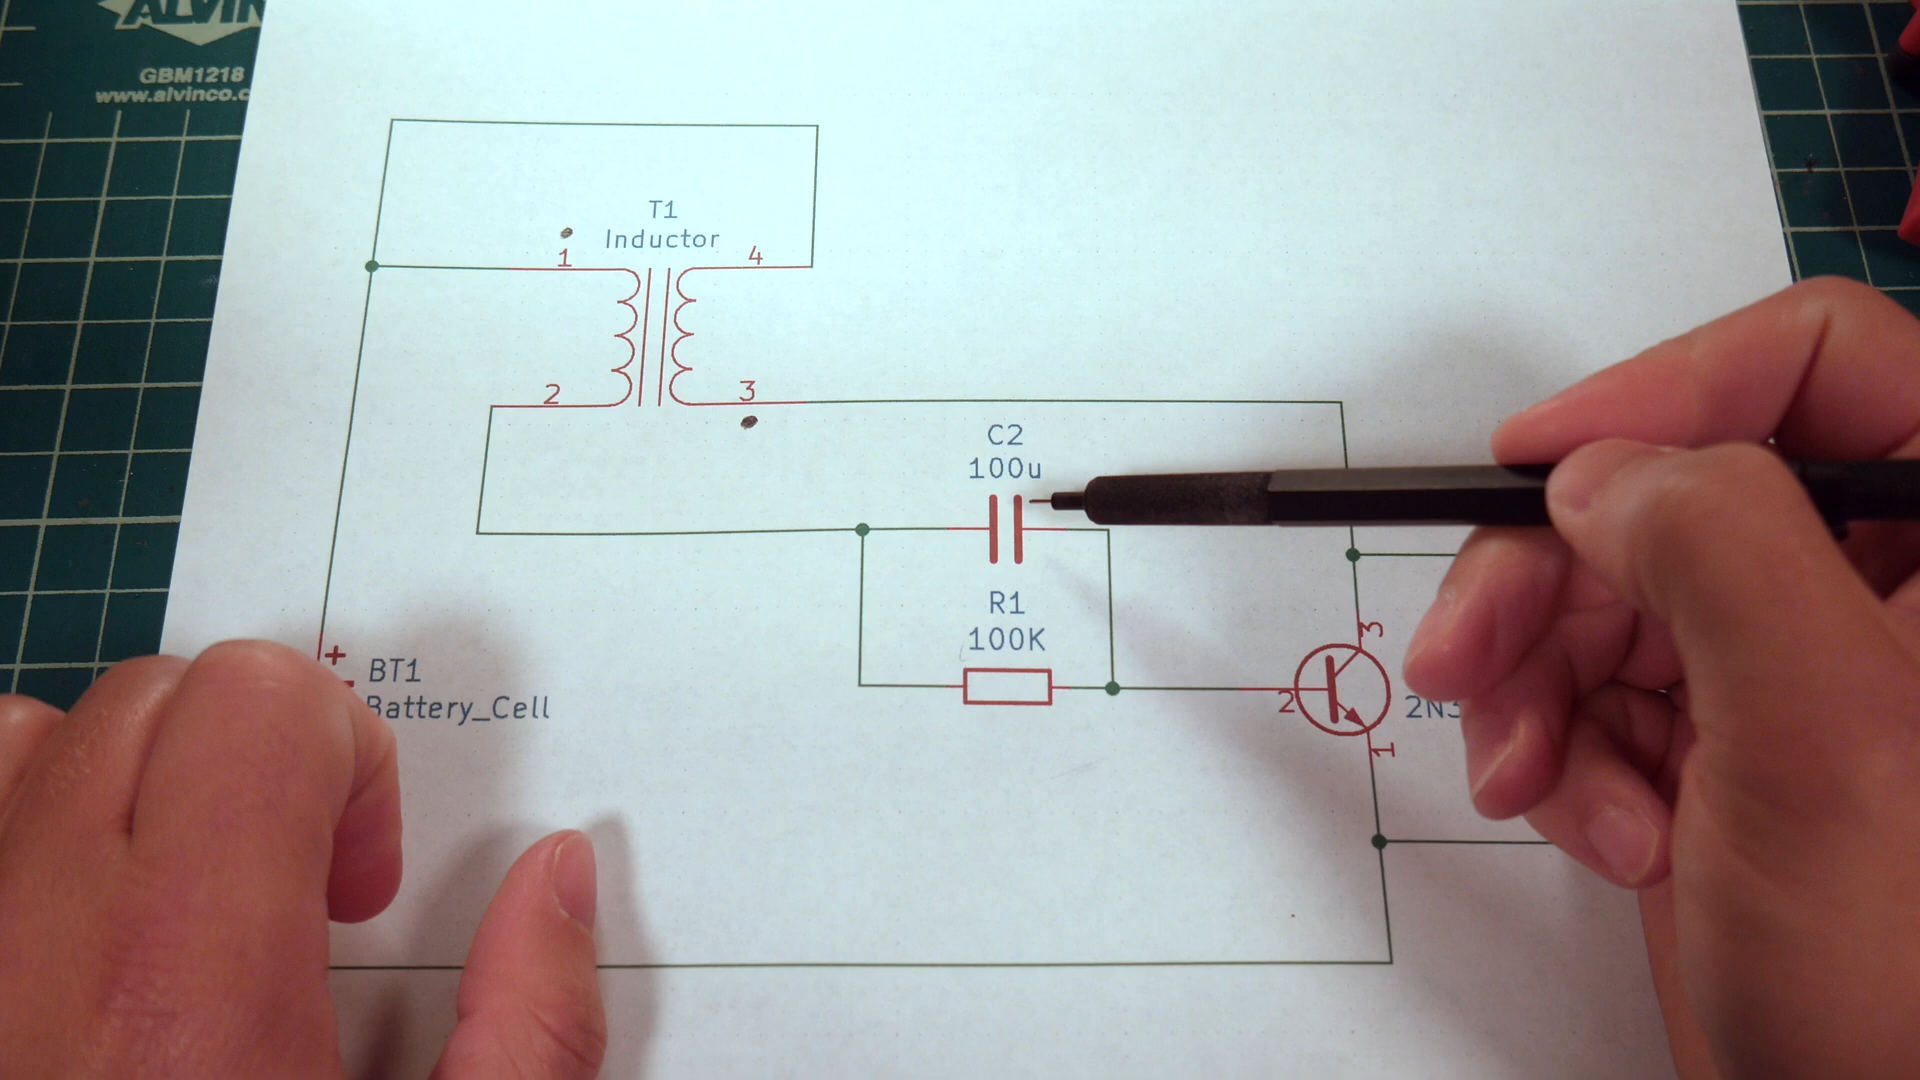 ALVIN
GBM1218
www.alvinco.c
T1
Inductor
1
4
2
3
C2
100u
R1
100K
+
BT1
Battery_Cell
3
2
2N3
1